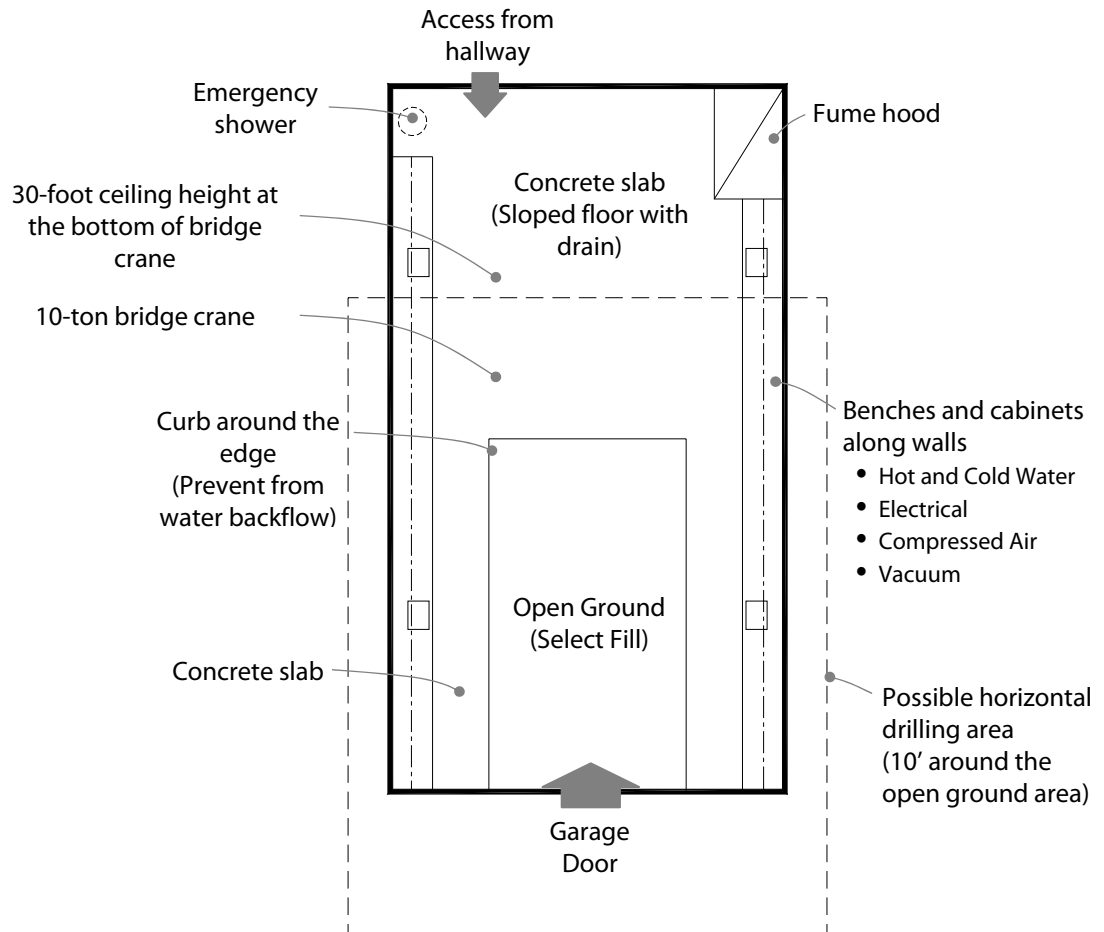 Access from
hallway
Emergency
shower
Fume hood
Concrete slab
(Sloped floor with
drain)
30-foot ceiling height at
the bottom of bridge
crane
10-ton bridge crane
Curb around the
edge
(Prevent from
water backflow)
Benches and cabinets
along walls
• Hot and Cold Water
• Electrical
• Compressed Air
• Vacuum
Open Ground
(Select Fill)
Concrete slab
Possible horizontal
drilling area
(10’ around the
open ground area)
Garage
Door